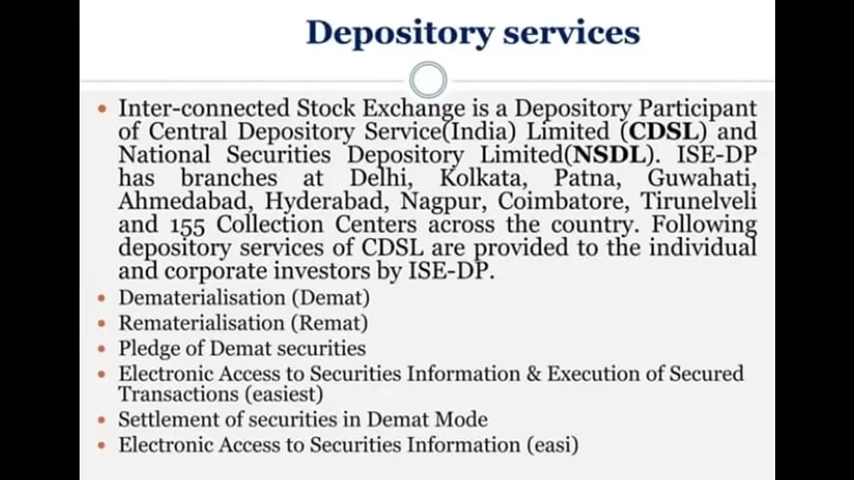 Depository services
• Inter-connected Stock Exchange is a Depository Participant
of Central Depository Service(India) Limited (CDSL) and
National Securities Depository Limited(NSDL). ISE-DP
has branches at Delhi, Kolkata, Patna, Guwahati,
Ahmedabad, Hyderabad, Nagpur, Coimbatore, Tirunelveli
and 155 Collection Centers across the country. Following
depository services of CDSL are provided to the individual
and corporate investors by ISE-DP.
• Dematerialisation (Demat)
• Rematerialisation (Remat)
• Pledge of Demat securities
• Electronic Access to Securities Information & Execution of Secured
Transactions (easiest)
• Settlement of securities in Demat Mode
• Electronic Access to Securities Information (easi)